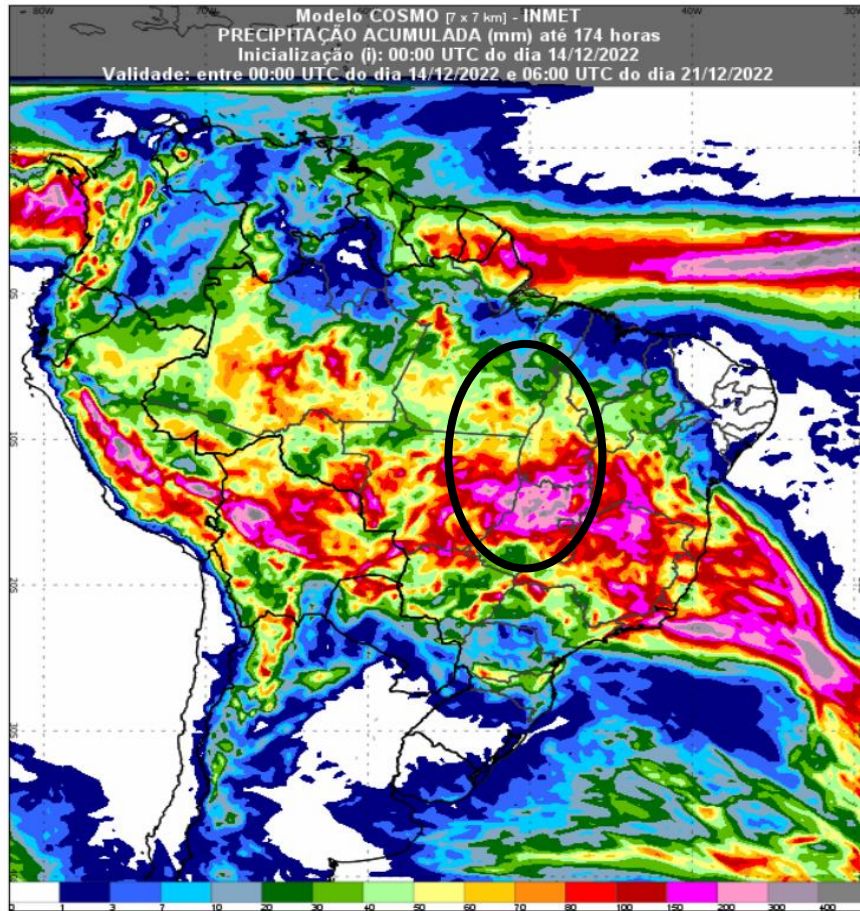 Modelo COSMO [7 x 7 km] - INMET
PRECIPITAÇÃO ACUMULADA (mm) até 174 horas
Inicialização (i): 00:00 UTC do dia 14/12/2022
Validade: entre 00:00 UTC do dia 14/12/2022 e 06:00 UTC do dia 21/12/2022
0 1 3 7 10 20 30 40 50 60 70 80 100 150 200 300 400